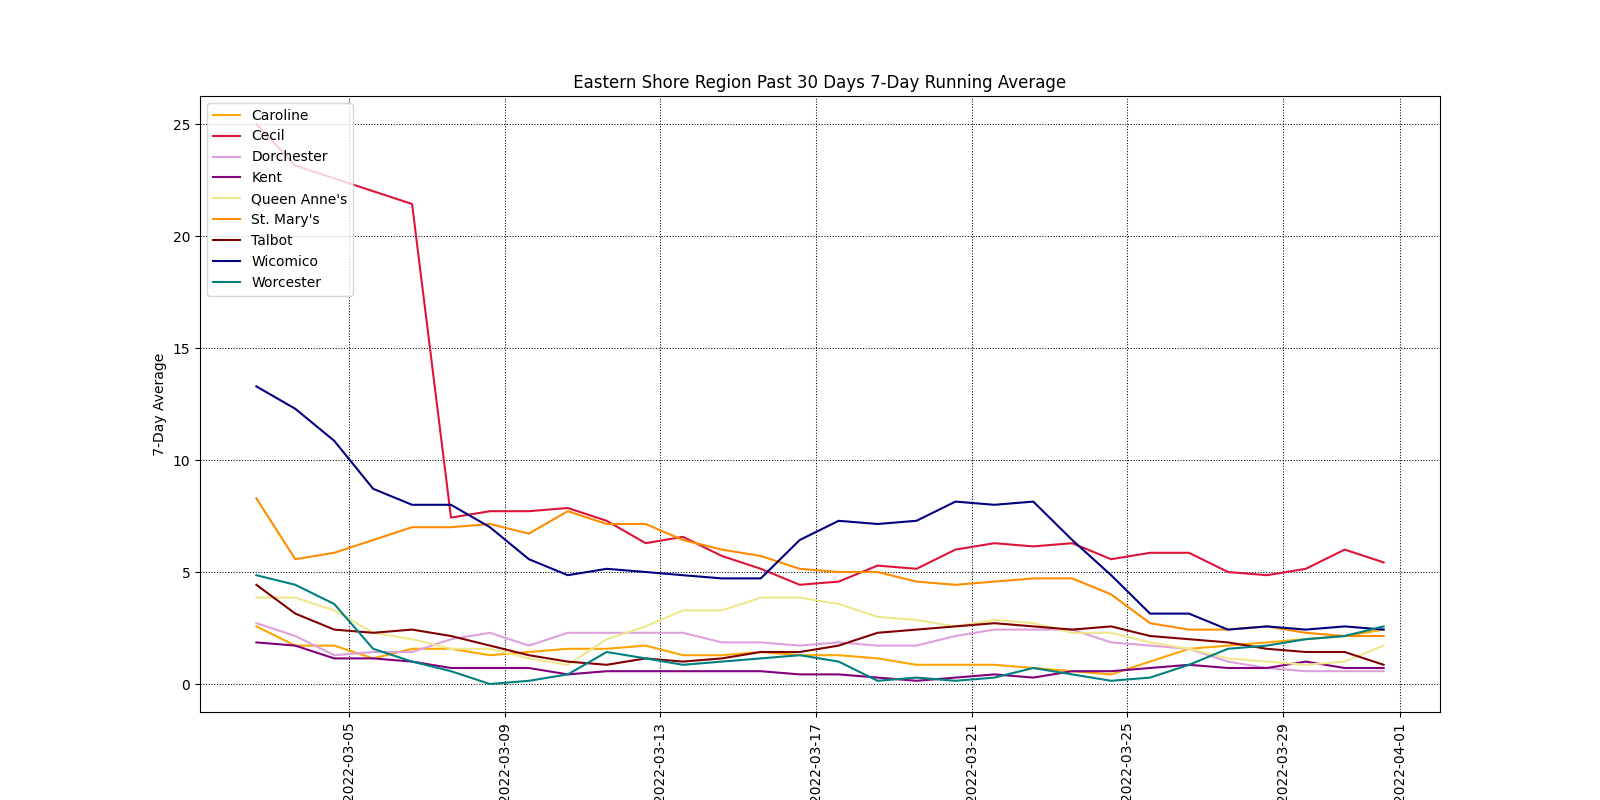 Eastern Shore Region Past 30 Days 7-Day Running Average
Caroline
Cecil
Dorchester
Kent
Queen Anne's
St. Mary's
Talbot
Wicomico
Worcester
25
20
15
10
5
0
7-Day Average
2022-03-05
2022-03-09
2022-03-13
2022-03-17
2022-03-21
2022-03-25
2022-03-29
2022-04-01